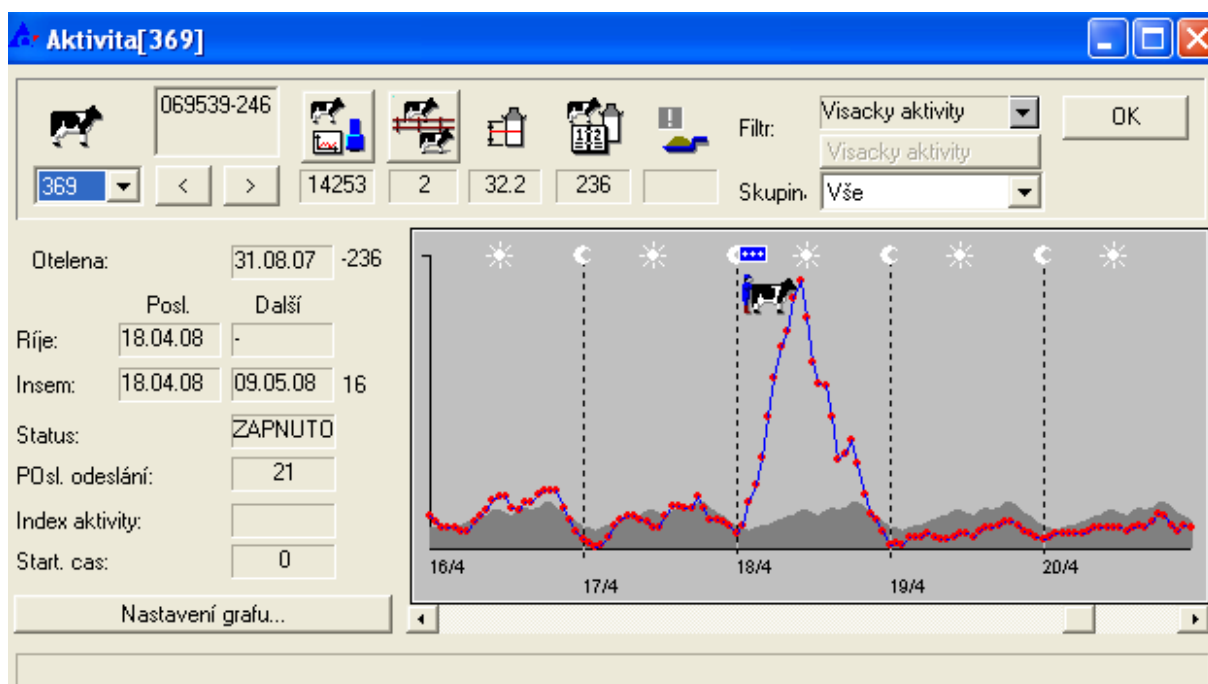 Aktivita[369]
069539-246
Filtr: Visacky aktivity OK
Visacky aktivity
369 < > 14253 2 32.2 236 Skupin. Vše
Otelena: 31.08.07 -236
Posl. Další
Ríje: 18.04.08 -
Insem: 18.04.08 09.05.08 16
Status: ZAPNUTO
POsl. odeslání: 21
Index aktivity:
Start. cas: 0
Nastavení grafu...
16/4 18/4 20/4
17/4 19/4